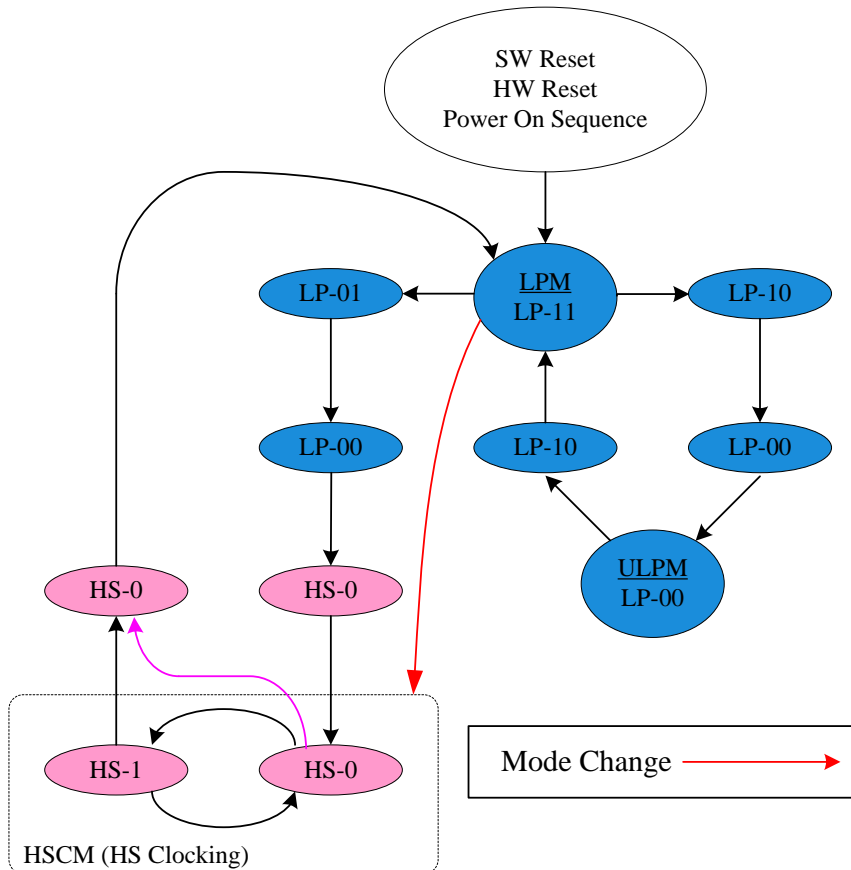 SW Reset
HW Reset
Power On Sequence
LP-01
LPM
LP-11
LP-10
LP-00
LP-10
LP-00
ULPM
LP-00
HS-0
HS-0
HS-1
HS-0
Mode Change
HSCM (HS Clocking)